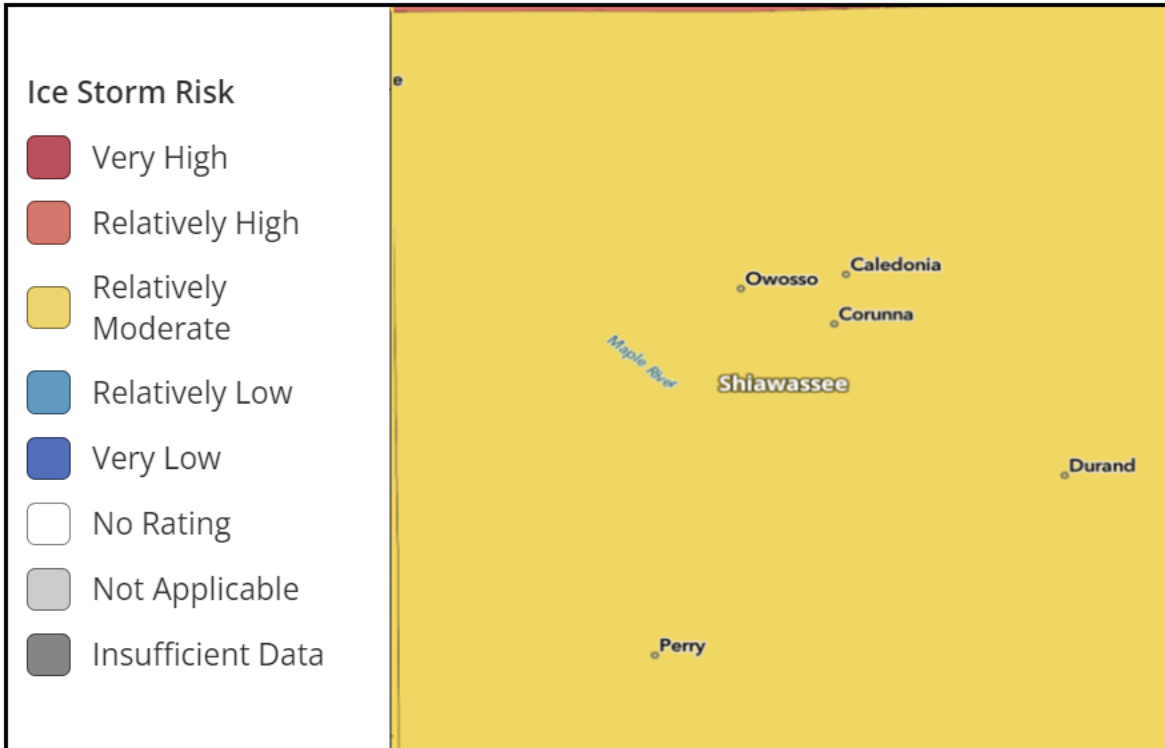 Ice Storm Risk
Very High
Relatively High
Relatively
Moderate
Relatively Low
Very Low
No Rating
Not Applicable
Insufficient Data
e
Caledonia
Owosso
Corunna
Maple River
Shiawassee
Durand
Perry